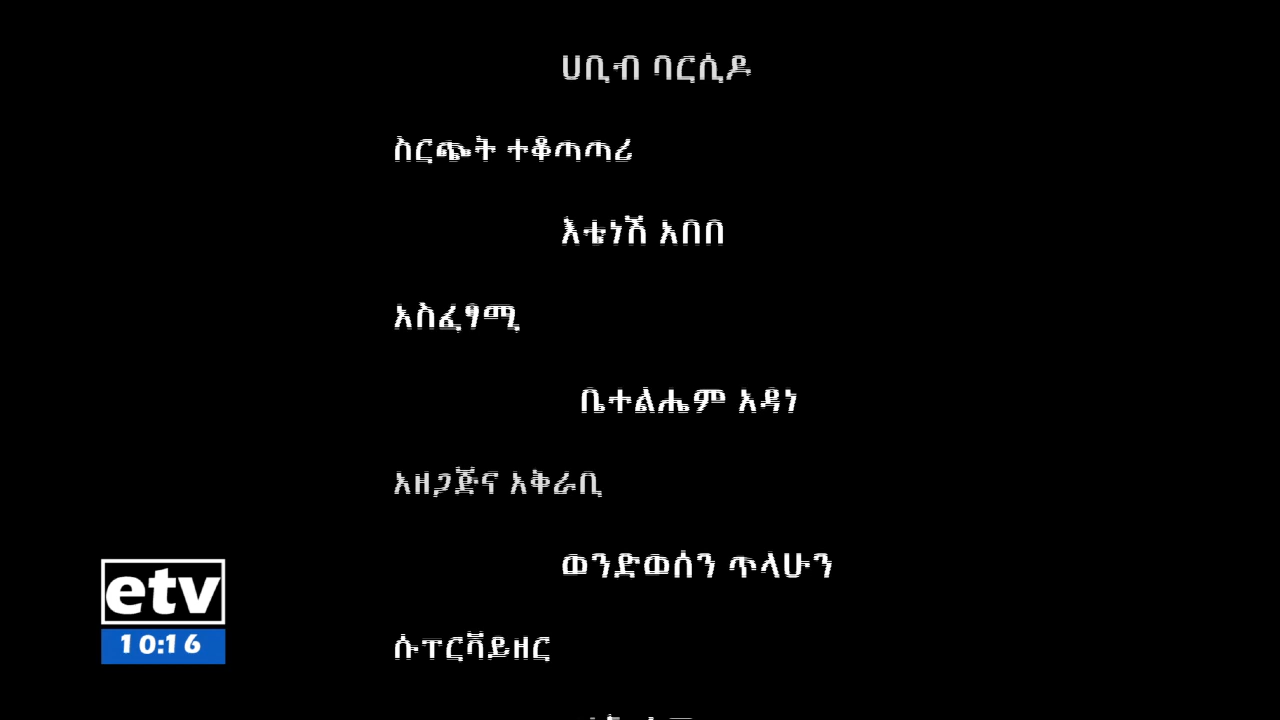 ሀቢብ ባርሲዶ
ስርጭት ተቆጣጣሪ
እቴነሽ አበበ
አስፈፃሚ
ቤተልሔም አዳነ
አዘጋጅና አቅራቢ
ወንድወሰን ጥላሁን
ሱፐርቫይዘር
etv
10:16